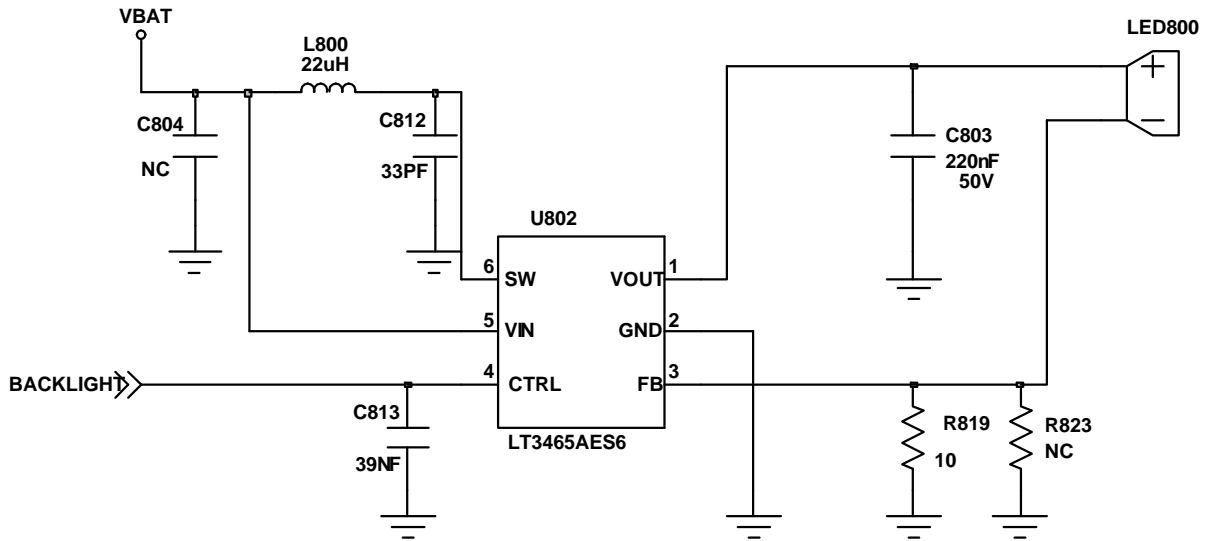 VBAT
LED800
L800
22uH
+
C804
C812
C803
−
NC
33PF
220nF
50V
U802
6
SW
VOUT
1
5
VIN
GND
2
BACKLIGHT
4
CTRL
FB
3
C813
39NF
LT3465AES6
R819
10
R823
NC